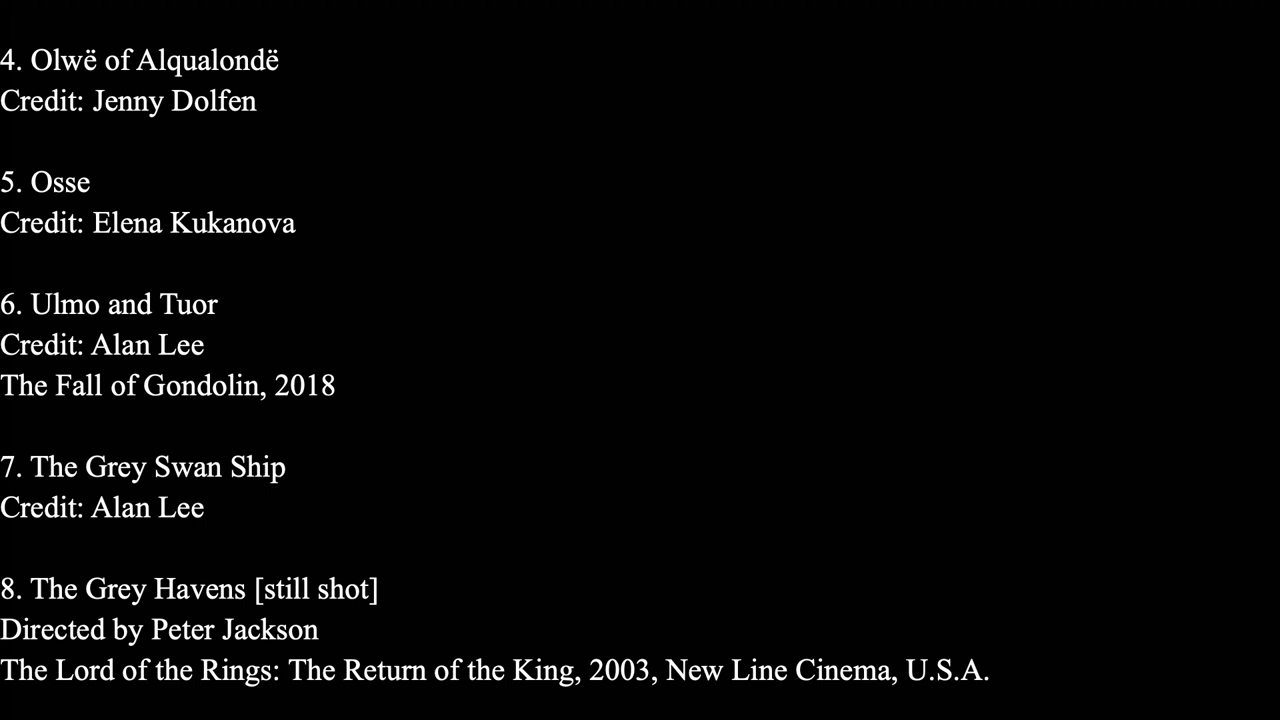 4. Olwë of Alqualondë
Credit: Jenny Dolfen
5. Osse
Credit: Elena Kukanova
6. Ulmo and Tuor
Credit: Alan Lee
The Fall of Gondolin, 2018
7. The Grey Swan Ship
Credit: Alan Lee
8. The Grey Havens [still shot]
Directed by Peter Jackson
The Lord of the Rings: The Return of the King, 2003, New Line Cinema, U.S.A.